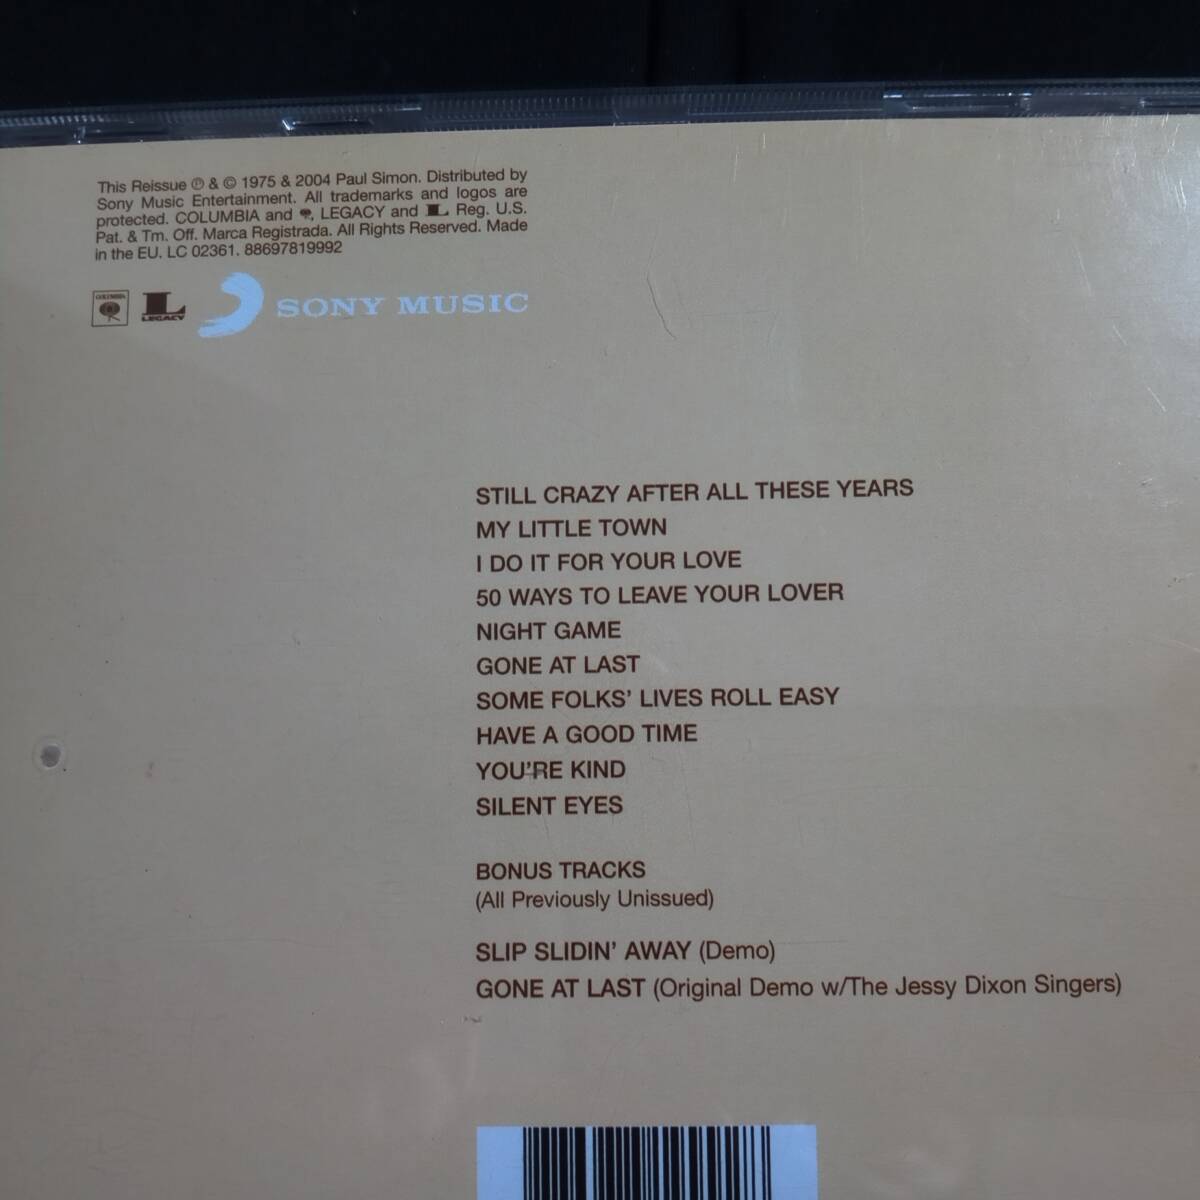 This Reissue ℗ & © 1975 & 2004 Paul Simon. Distributed by
Sony Music Entertainment. All trademarks and logos are
protected. COLUMBIA and , LEGACY and L Reg. U.S.
Pat. & Tm. Off. Marca Registrada. All Rights Reserved. Made
in the EU. LC 02361. 88697819992
COLUMBIA
L LEGACY
SONY MUSIC
STILL CRAZY AFTER ALL THESE YEARS
MY LITTLE TOWN
I DO IT FOR YOUR LOVE
50 WAYS TO LEAVE YOUR LOVER
NIGHT GAME
GONE AT LAST
SOME FOLKS' LIVES ROLL EASY
HAVE A GOOD TIME
YOU'RE KIND
SILENT EYES
BONUS TRACKS
(All Previously Unissued)
SLIP SLIDIN' AWAY (Demo)
GONE AT LAST (Original Demo w/The Jessy Dixon Singers)